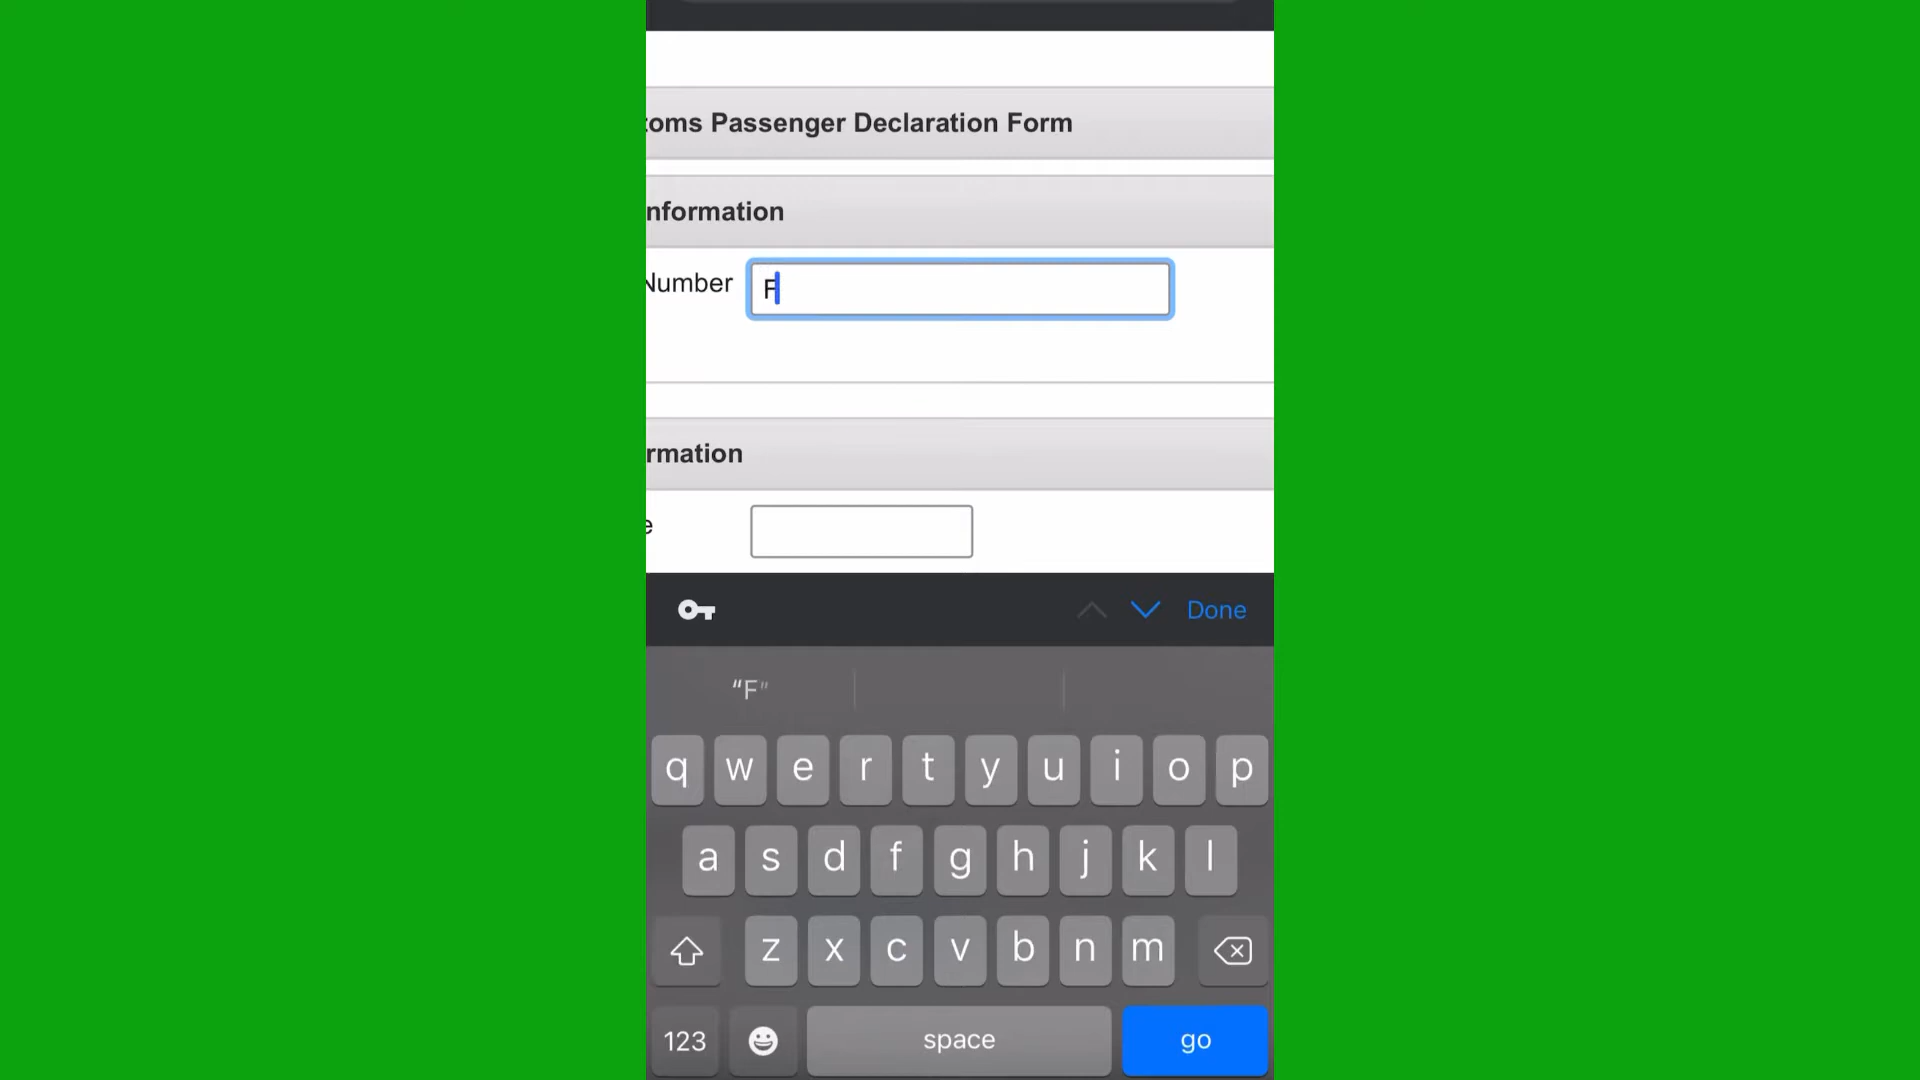 toms Passenger Declaration Form
nformation
Number F
rmation
e
Done
“F”
q w e r t y u i o p
a s d f g h j k l
z x c v b n m
123 space go